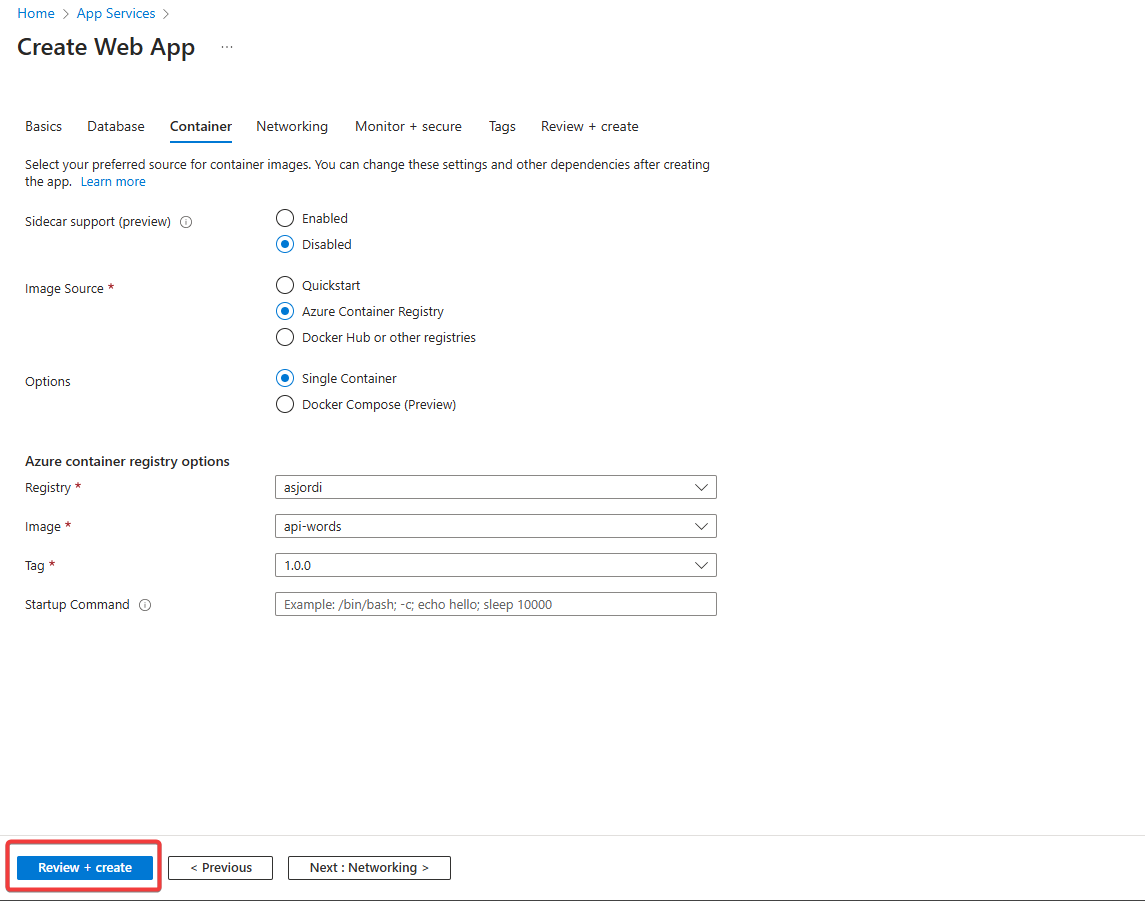 Home > App Services >
Create Web App ...
Basics Database Container Networking Monitor + secure Tags Review + create
Select your preferred source for container images. You can change these settings and other dependencies after creating
the app. Learn more
Sidecar support (preview)
Enabled
Disabled
Image Source *
Quickstart
Azure Container Registry
Docker Hub or other registries
Options
Single Container
Docker Compose (Preview)
Azure container registry options
Registry * asjordi
Image * api-words
Tag * 1.0.0
Startup Command Example: /bin/bash; -c; echo hello; sleep 10000
Review + create < Previous Next : Networking >